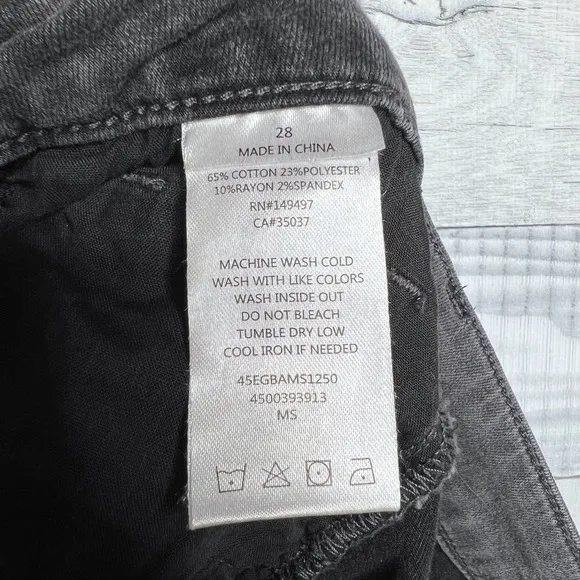 28
MADE IN CHINA
65% COTTON 23%POLYESTER
10%RAYON 2%SPANDEX
RN#149497
CA#35037
MACHINE WASH COLD
WASH WITH LIKE COLORS
WASH INSIDE OUT
DO NOT BLEACH
TUMBLE DRY LOW
COOL IRON IF NEEDED
45EGBAMS1250
4500393913
MS